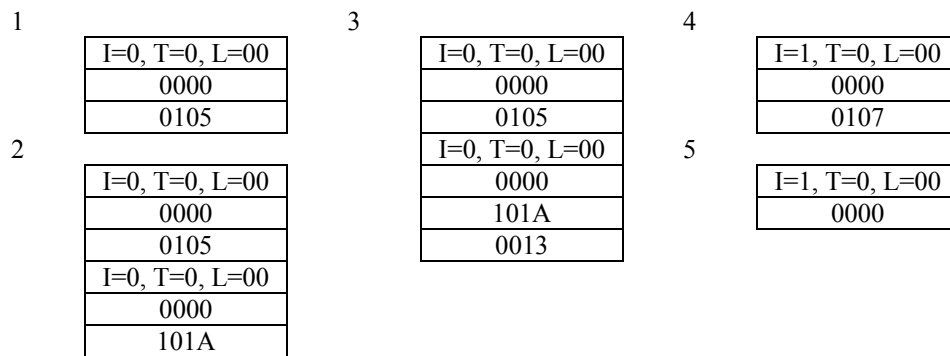 1
I=0, T=0, L=00
0000
0105
2
I=0, T=0, L=00
0000
0105
I=0, T=0, L=00
0000
101A
3
I=0, T=0, L=00
0000
0105
I=0, T=0, L=00
0000
101A
0013
4
I=1, T=0, L=00
0000
0107
5
I=1, T=0, L=00
0000